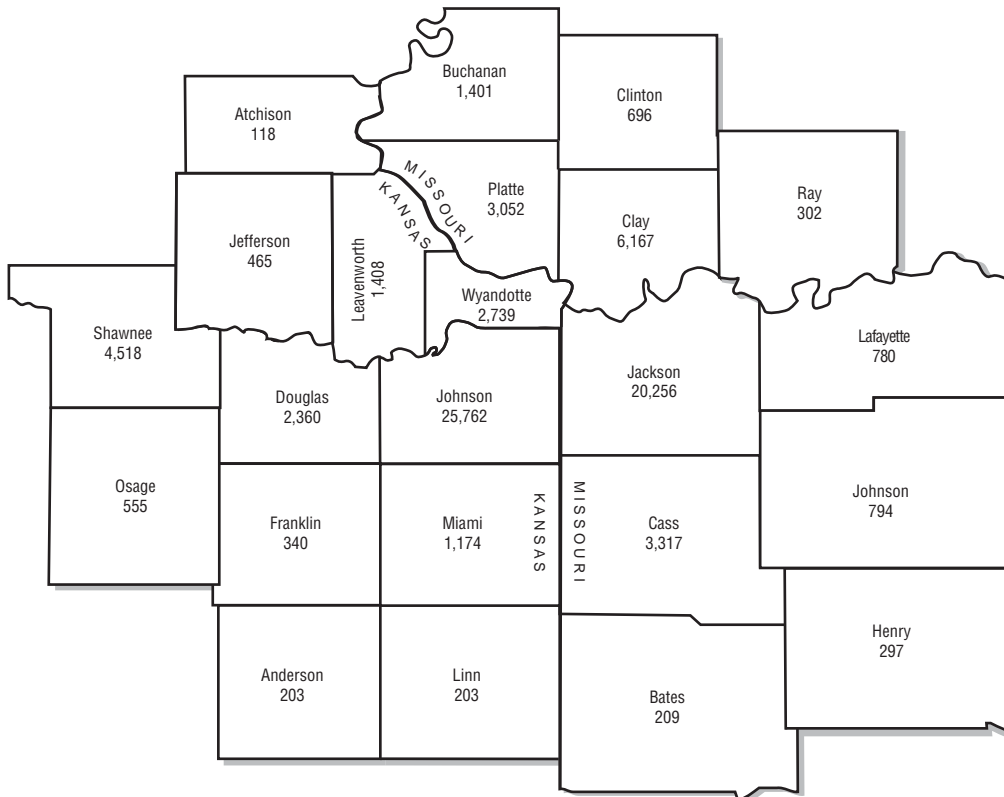 Buchanan
1,401
Clinton
696
Atchison
118
MISSOURI
KANSAS
Platte
3,052
Ray
302
Clay
6,167
Jefferson
465
Leavenworth
1,408
Wyandotte
2,739
Shawnee
4,518
Lafayette
780
Jackson
20,256
Douglas
2,360
Johnson
25,762
Osage
555
Johnson
794
Franklin
340
Miami
1,174
KANSAS
MISSOURI
Cass
3,317
Henry
297
Anderson
203
Linn
203
Bates
209